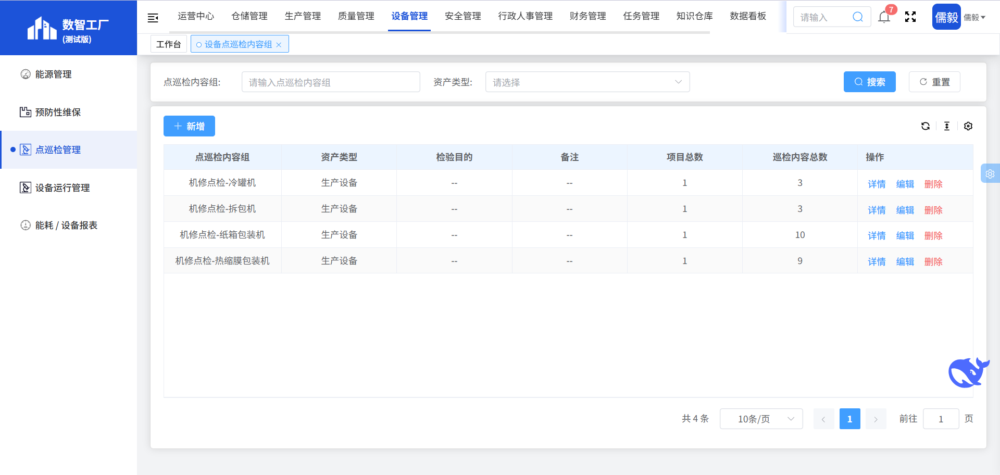 数智工厂
(测试版)
运营中心 仓储管理 生产管理 质量管理 设备管理 安全管理 行政人事管理 财务管理 任务管理 知识仓库 数据看板
请输入
7
儒毅
儒毅
工作台
设备点巡检内容组
能源管理
预防性维保
点巡检管理
设备运行管理
能耗 / 设备报表
点巡检内容组: 请输入点巡检内容组 资产类型: 请选择 搜索 重置
新增
点巡检内容组 资产类型 检验目的 备注 项目总数 巡检内容总数 操作
机修点检-冷罐机 生产设备 -- -- 1 3 详情 编辑 删除
机修点检-拆包机 生产设备 -- -- 1 3 详情 编辑 删除
机修点检-纸箱包装机 生产设备 -- -- 1 10 详情 编辑 删除
机修点检-热缩膜包装机 生产设备 -- -- 1 9 详情 编辑 删除
共 4 条 10条/页 1 前往 1 页